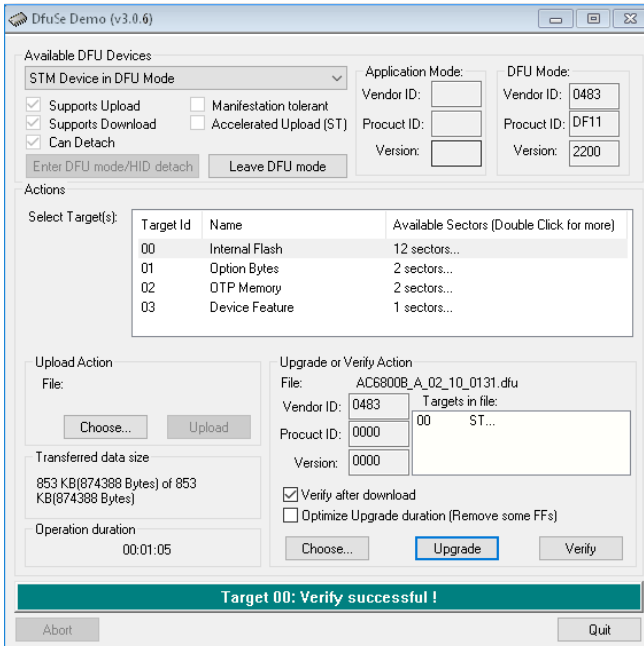 DfuSe Demo (v3.0.6)
Available DFU Devices
STM Device in DFU Mode
Supports Upload
Manifestation tolerant
Supports Download
Accelerated Upload (ST)
Can Detach
Enter DFU mode/HID detach
Leave DFU mode
Application Mode:
Vendor ID:
Procuct ID:
Version:
DFU Mode:
Vendor ID: 0483
Procuct ID: DF11
Version: 2200
Actions
Select Target(s):
Target Id Name Available Sectors (Double Click for more)
00 Internal Flash 12 sectors...
01 Option Bytes 2 sectors...
02 OTP Memory 2 sectors...
03 Device Feature 1 sectors...
Upload Action
File:
Choose... Upload
Transferred data size
853 KB(874388 Bytes) of 853
KB(874388 Bytes)
Operation duration
00:01:05
Upgrade or Verify Action
File: AC6800B_A_02_10_0131.dfu
Vendor ID: 0483
Procuct ID: 0000
Version: 0000
Targets in file:
00 ST...
Verify after download
Optimize Upgrade duration (Remove some FFs)
Choose... Upgrade Verify
Target 00: Verify successful !
Abort Quit